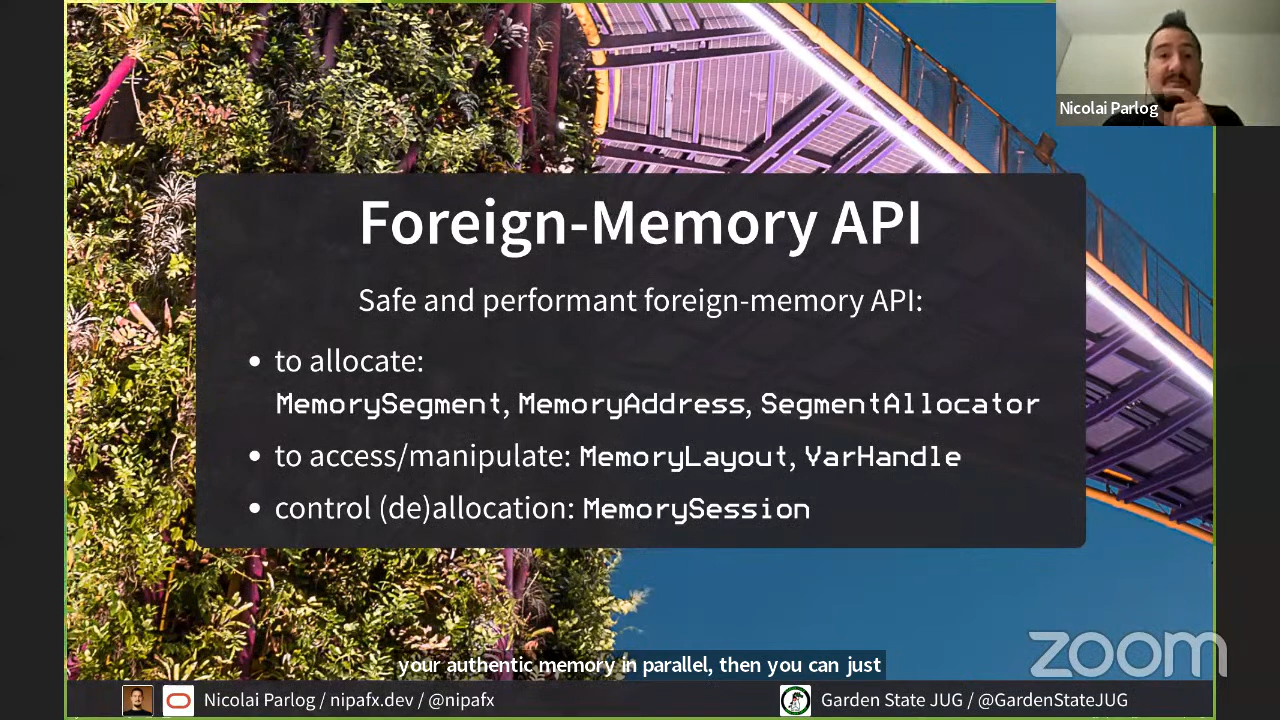 Nicolai Parlog
Foreign-Memory API
Safe and performant foreign-memory API:
• to allocate:
MemorySegment, MemoryAddress, SegmentAllocator
• to access/manipulate: MemoryLayout, VarHandle
• control (de)allocation: MemorySession
zoom
your authentic memory in parallel, then you can just
Nicolai Parlog / nipafx.dev / @nipafx
Garden State JUG / @GardenStateJUG